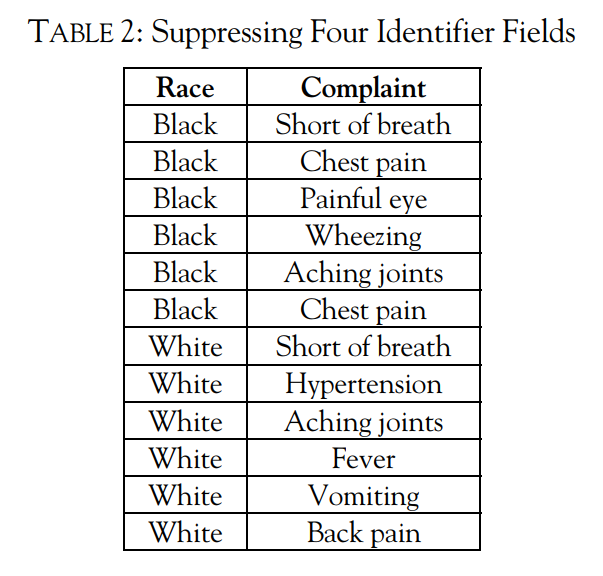 TABLE 2: Suppressing Four Identifier Fields
Race Complaint
Black Short of breath
Black Chest pain
Black Painful eye
Black Wheezing
Black Aching joints
Black Chest pain
White Short of breath
White Hypertension
White Aching joints
White Fever
White Vomiting
White Back pain